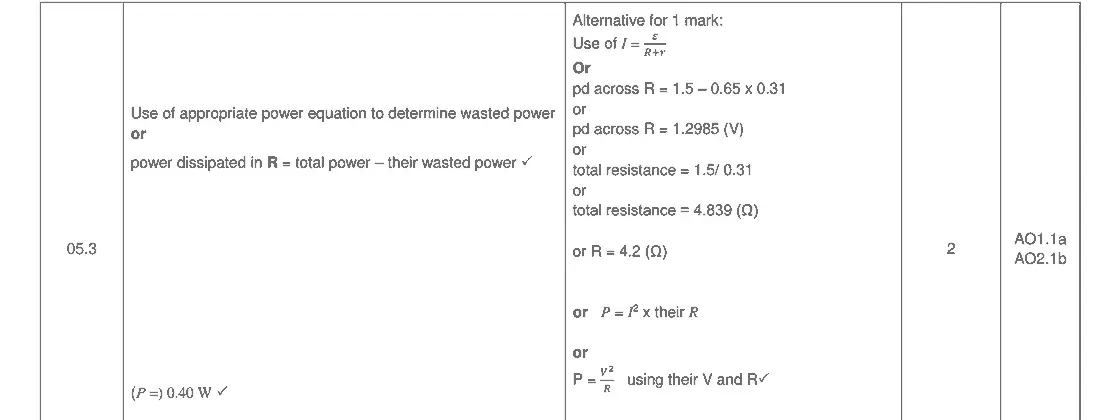 Alternative for 1 mark:
Use of I = ε/(R+r)
Or
pd across R = 1.5 – 0.65 x 0.31
Use of appropriate power equation to determine wasted power
or
or
pd across R = 1.2985 (V)
or
power dissipated in R = total power – their wasted power ✓
total resistance = 1.5/ 0.31
or
total resistance = 4.839 (Ω)
05.3
or R = 4.2 (Ω)
2
AO1.1a
AO2.1b
or P = I² x their R
or
P = V²/R using their V and R✓
(P =) 0.40 W ✓